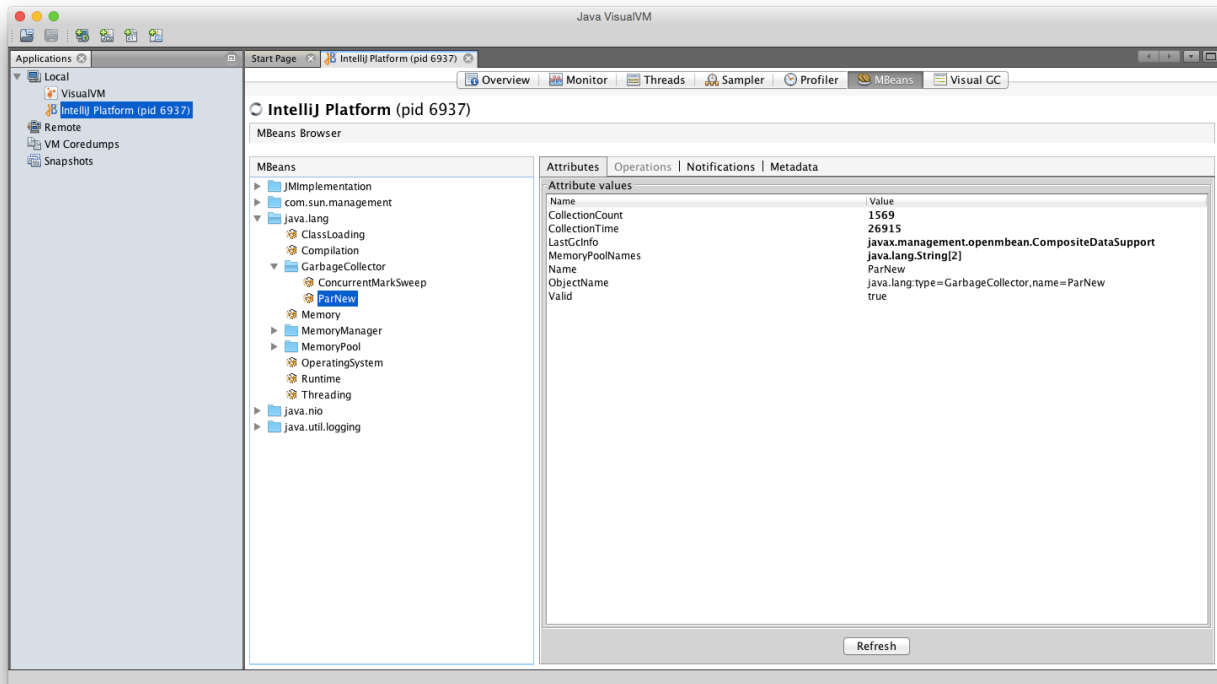 Java VisualVM
Applications
Start Page
IntelliJ Platform (pid 6937)
Local
VisualVM
IntelliJ Platform (pid 6937)
Remote
VM Coredumps
Snapshots
Overview
Monitor
Threads
Sampler
Profiler
MBeans
Visual GC
IntelliJ Platform (pid 6937)
MBeans Browser
MBeans
JMImplementation
com.sun.management
java.lang
ClassLoading
Compilation
GarbageCollector
ConcurrentMarkSweep
ParNew
Memory
MemoryManager
MemoryPool
OperatingSystem
Runtime
Threading
java.nio
java.util.logging
Attributes Operations Notifications Metadata
Attribute values
Name Value
CollectionCount 1569
CollectionTime 26915
LastGcInfo javax.management.openmbean.CompositeDataSupport
MemoryPoolNames java.lang.String[2]
Name ParNew
ObjectName java.lang:type=GarbageCollector,name=ParNew
Valid true
Refresh